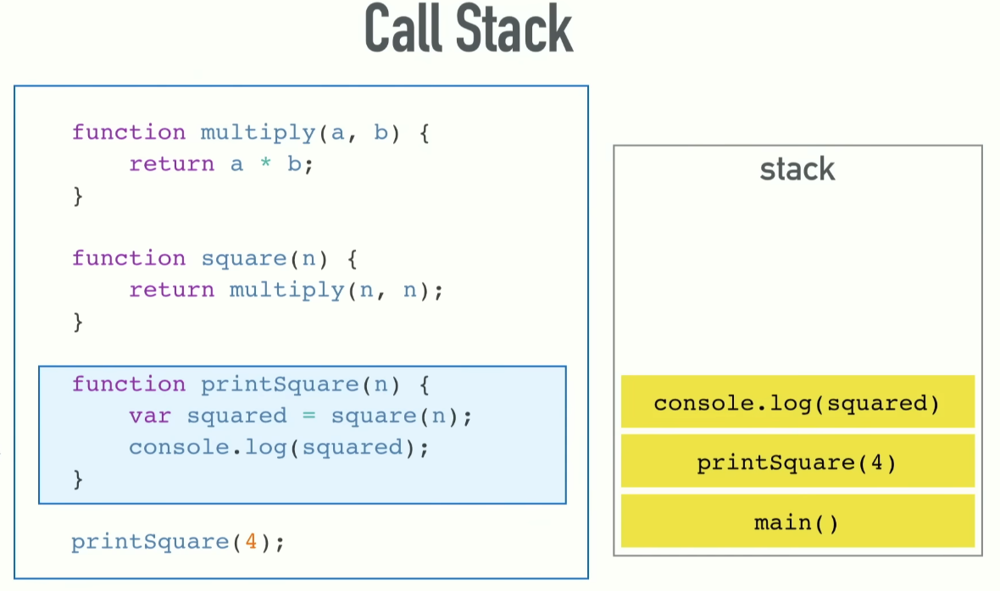 Call Stack
function multiply(a, b) {
    return a * b;
}
function square(n) {
    return multiply(n, n);
}
function printSquare(n) {
    var squared = square(n);
    console.log(squared);
}
printSquare(4);
stack
console.log(squared)
printSquare(4)
main()